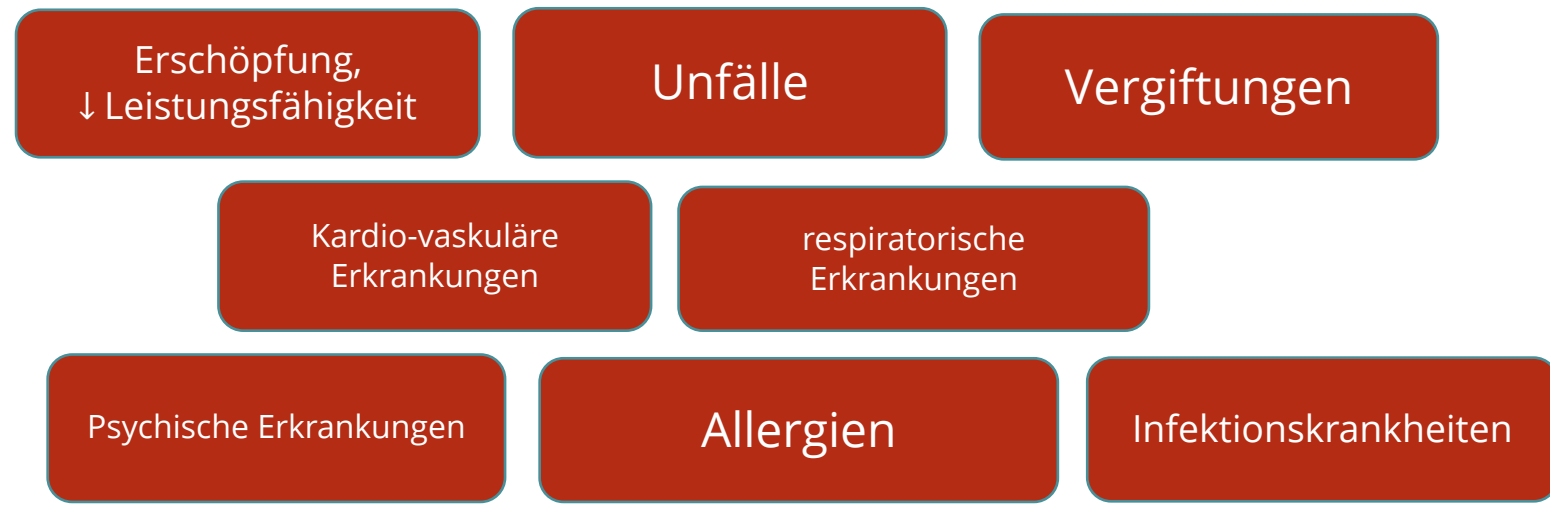 Erschöpfung,
↓ Leistungsfähigkeit
Unfälle
Vergiftungen
Kardio-vaskuläre
Erkrankungen
respiratorische
Erkrankungen
Psychische Erkrankungen
Allergien
Infektionskrankheiten